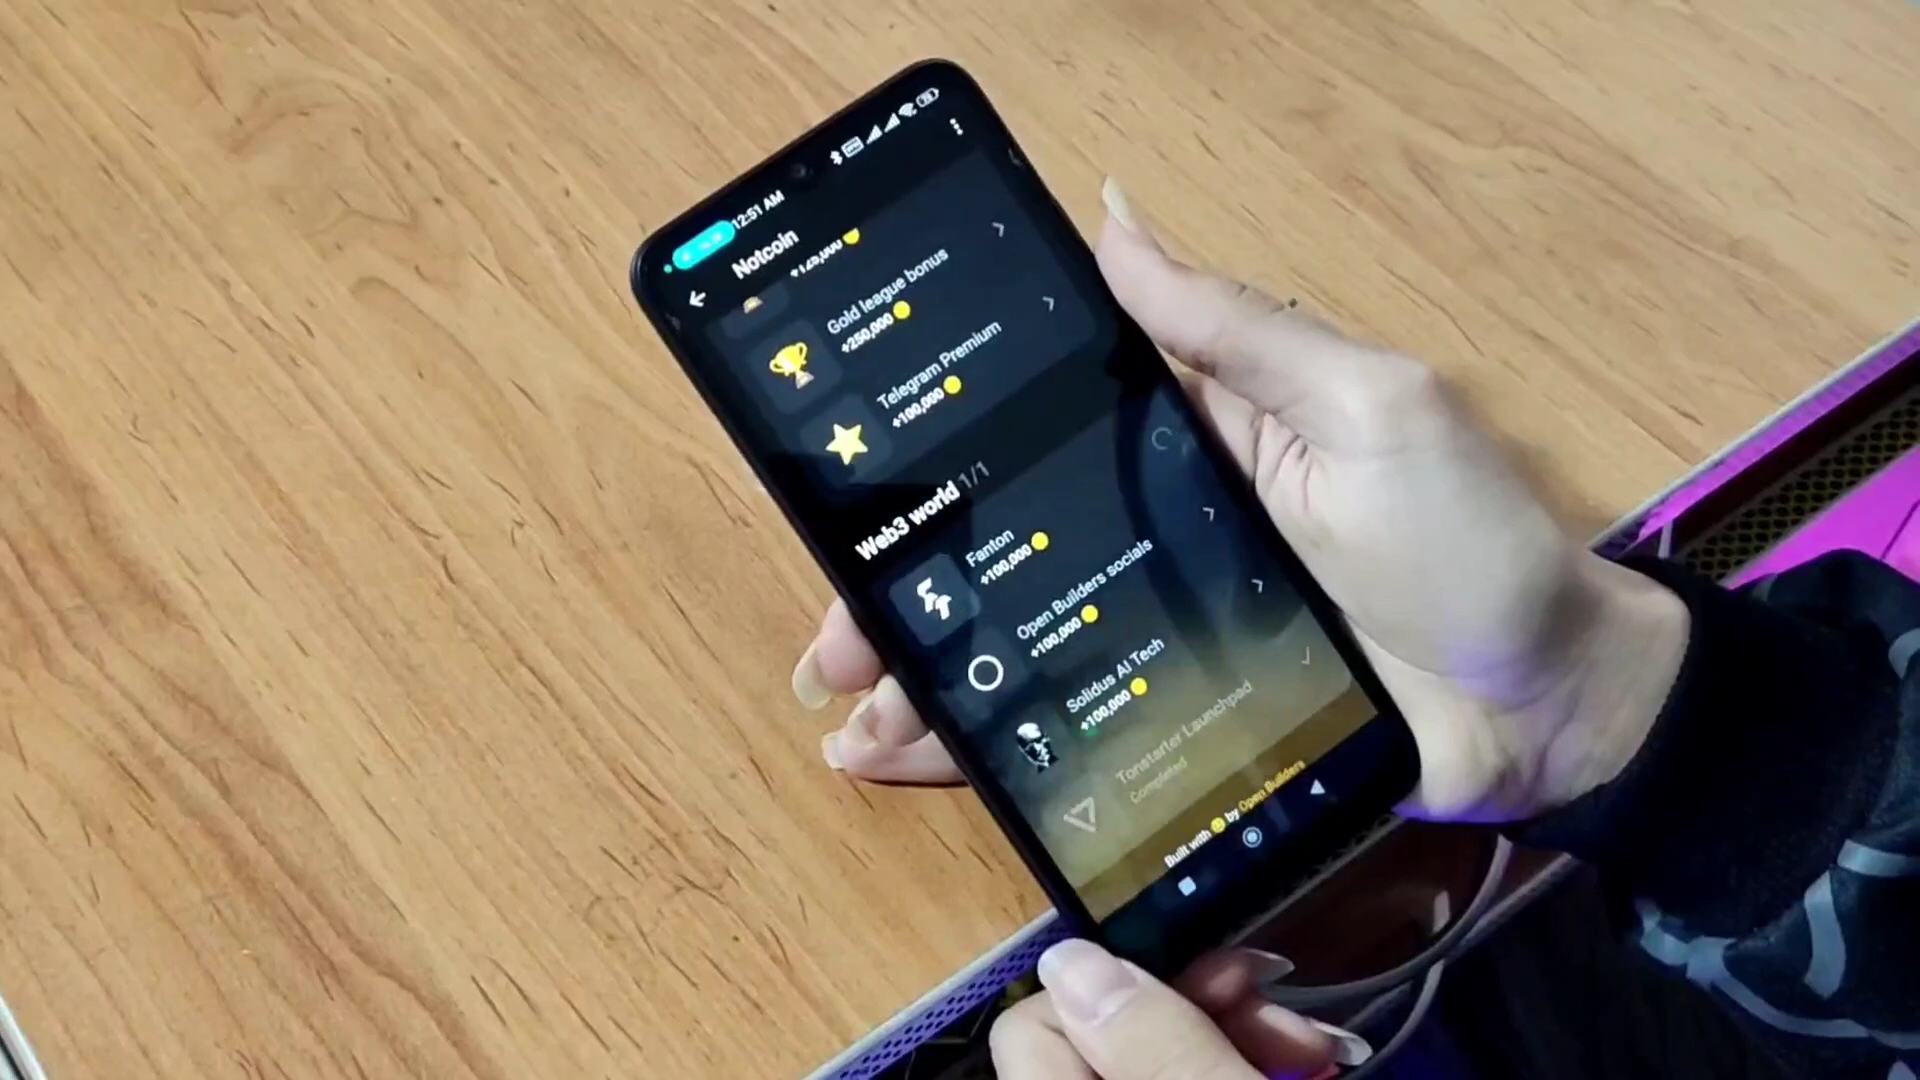 12:51 AM
Notcoin
+125,000
Gold league bonus
+250,000
Telegram Premium
+100,000
Web3 world 1/1
Fanton
+100,000
Open Builders socials
+100,000
Solidus AI Tech
+100,000
Tonstarter Launchpad
Completed
Built with by Open Builders